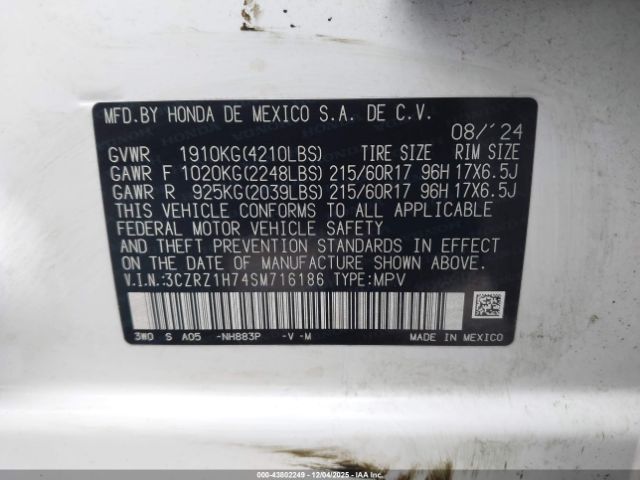 MFD.BY HONDA DE MEXICO S.A. DE C.V.
08/'24
GVWR 1910KG(4210LBS) TIRE SIZE RIM SIZE
GAWR F 1020KG(2248LBS) 215/60R17 96H 17X6.5J
GAWR R 925KG(2039LBS) 215/60R17 96H 17X6.5J
THIS VEHICLE CONFORMS TO ALL APPLICABLE
FEDERAL MOTOR VEHICLE SAFETY
AND THEFT PREVENTION STANDARDS IN EFFECT
ON THE DATE OF MANUFACTURE SHOWN ABOVE.
V.I.N.:3CZRZ1H74SM716186 TYPE:MPV
3W0 S A05 -NH883P -V -M MADE IN MEXICO
000-43802249 - 12/04/2025 - IAAI.com